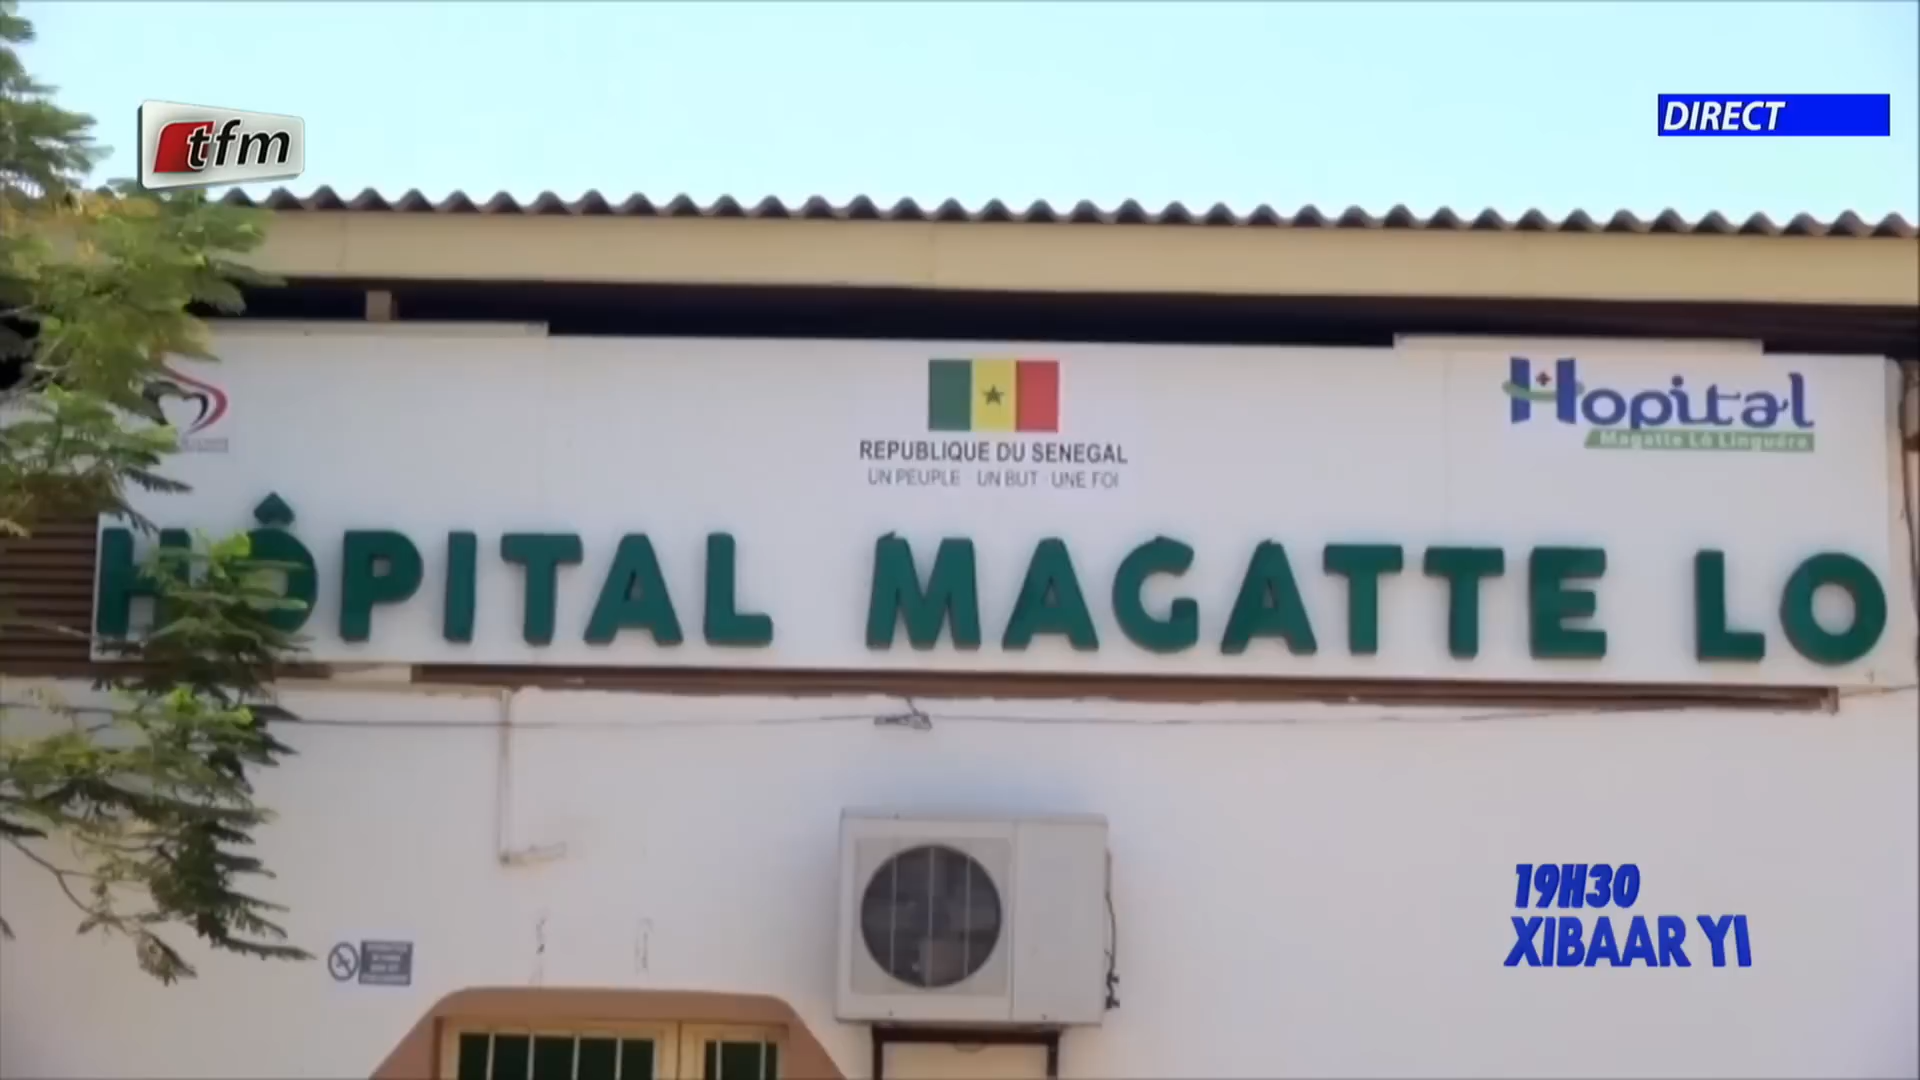 tfm
DIRECT
REPUBLIQUE DU SENEGAL
UN PEUPLE - UN BUT - UNE FOI
Hopital
Magatte Lô Linguère
HÔPITAL MAGATTE LO
19H30
XIBAAR YI